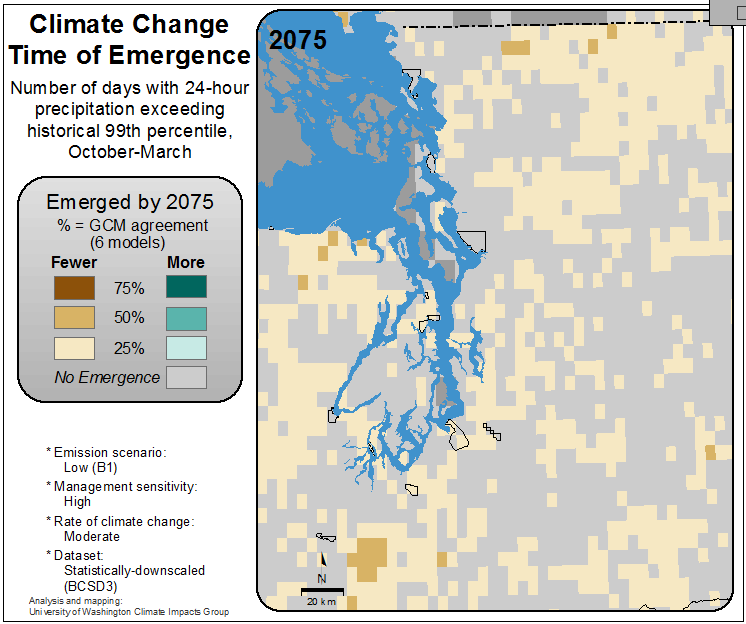 Climate Change
Time of Emergence
Number of days with 24-hour
precipitation exceeding
historical 99th percentile,
October-March
Emerged by 2075
% = GCM agreement
(6 models)
Fewer
More
75%
50%
25%
No Emergence
* Emission scenario:
Low (B1)
* Management sensitivity:
High
* Rate of climate change:
Moderate
* Dataset:
Statistically-downscaled
(BCSD3)
Analysis and mapping:
University of Washington Climate Impacts Group
2075
N
20 km